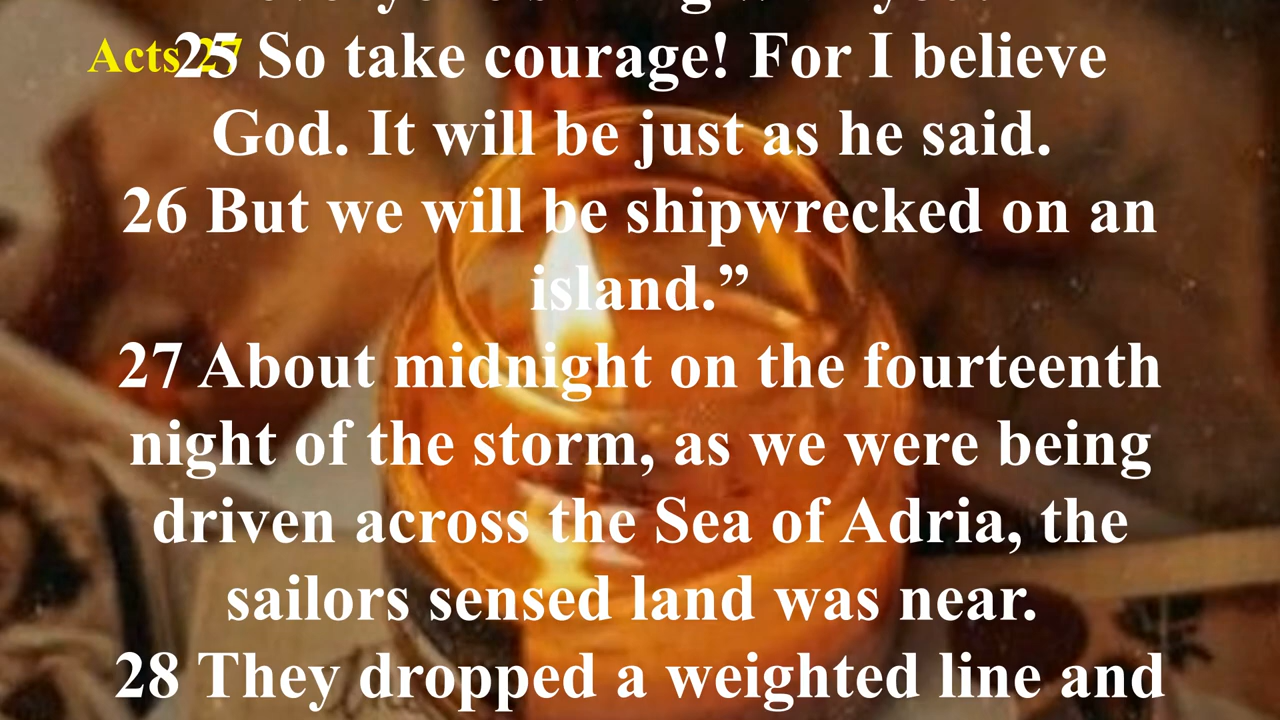 Acts 27
25 So take courage! For I believe
God. It will be just as he said.
26 But we will be shipwrecked on an
island.”
27 About midnight on the fourteenth
night of the storm, as we were being
driven across the Sea of Adria, the
sailors sensed land was near.
28 They dropped a weighted line and